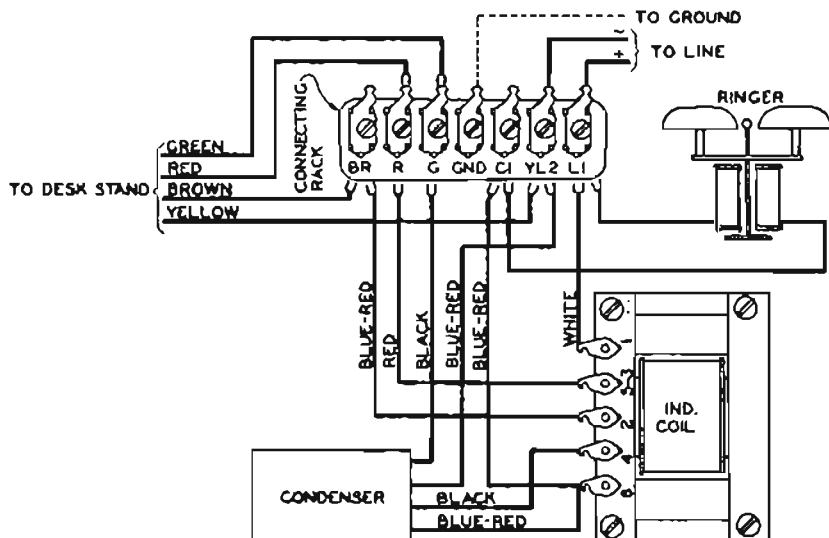 TO GROUND
-
+
TO LINE
RINGER
CONNECTING
RACK
BR R G GND C1 YL2 L1
GREEN
RED
TO DESK STAND
BROWN
YELLOW
BLUE-RED
RED
BLACK
BLUE-RED
BLUE-RED
WHITE
1
3
2
4
IND.
COIL
CONDENSER
BLACK
BLUE-RED